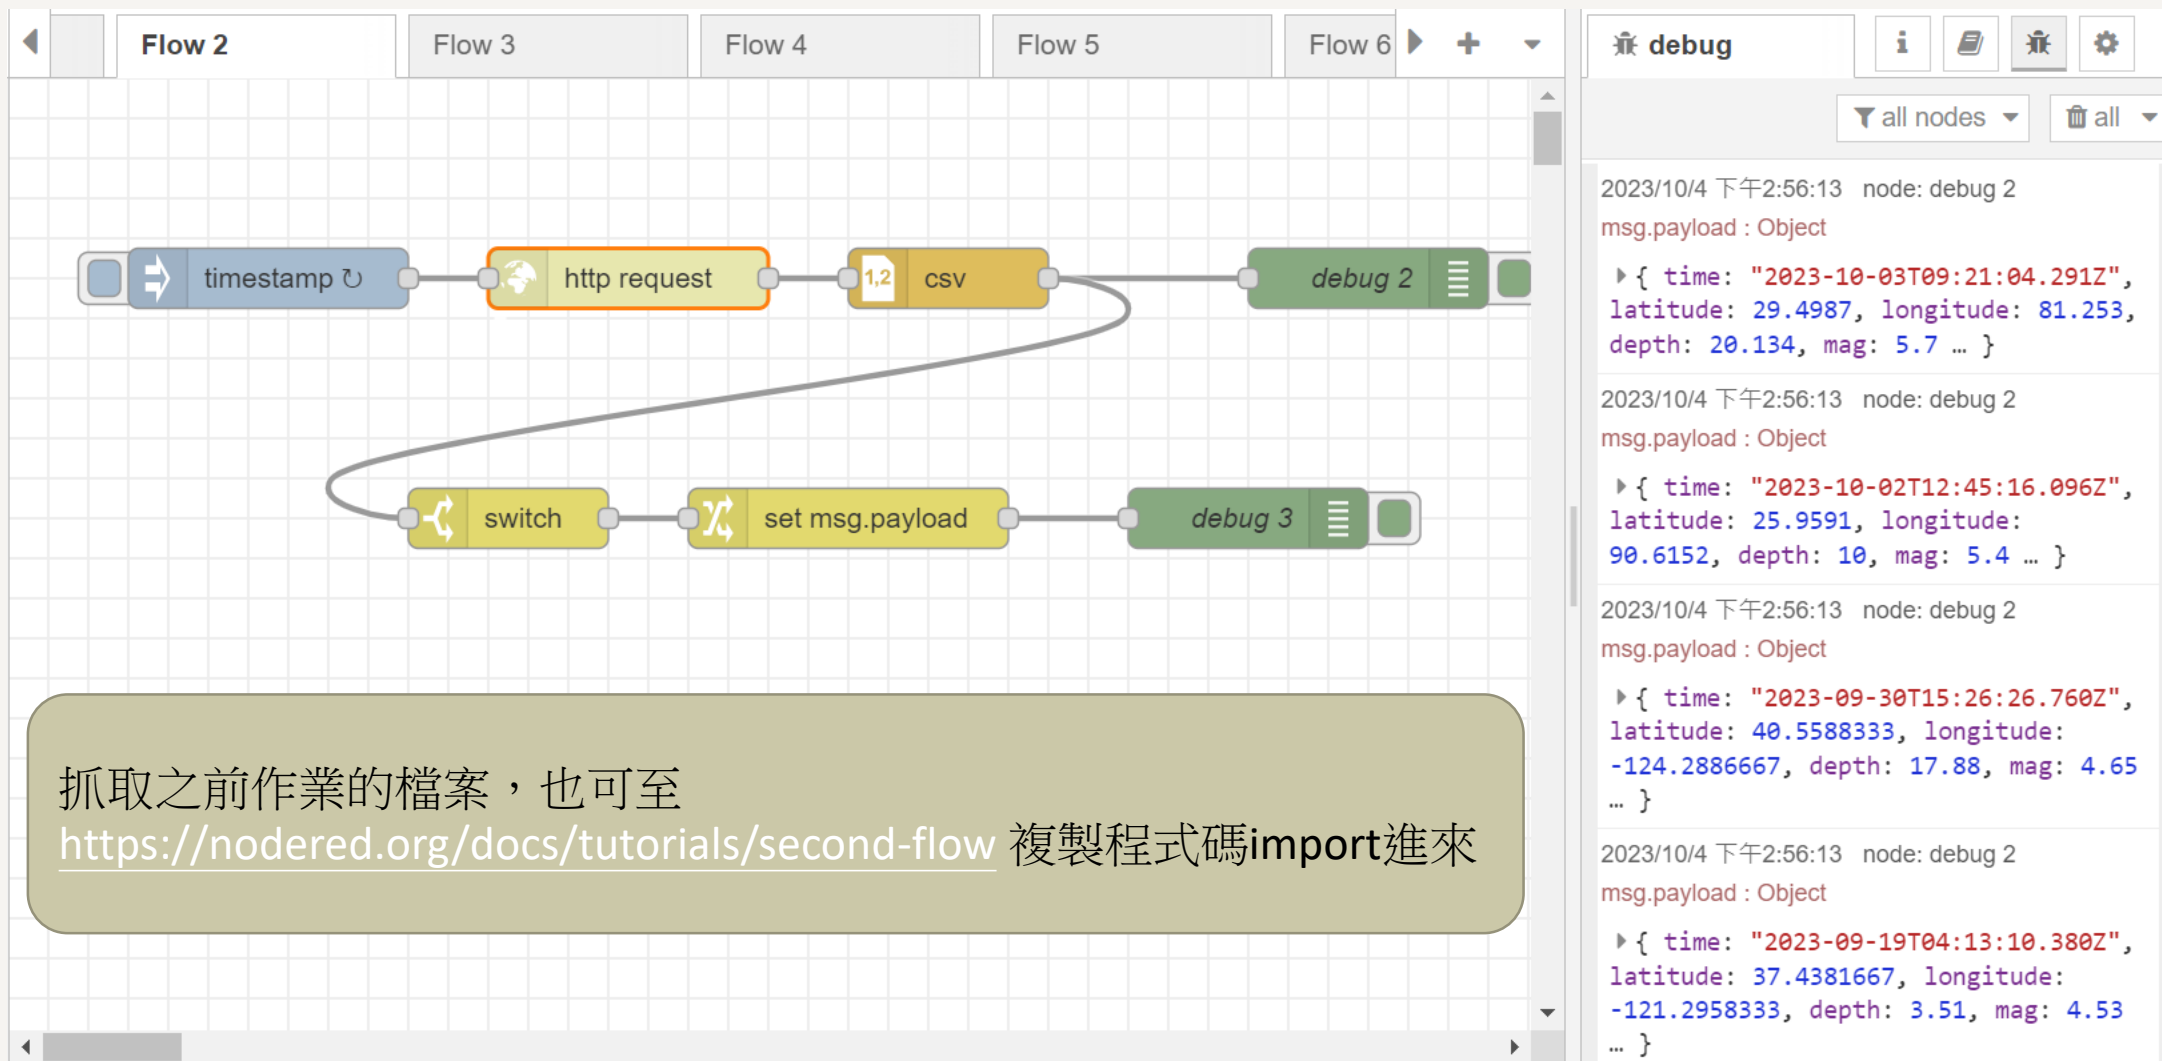 Flow 2
Flow 3
Flow 4
Flow 5
Flow 6
debug
all nodes
all
timestamp ↻
http request
1,2
csv
debug 2
switch
set msg.payload
debug 3
抓取之前作業的檔案，也可至
https://nodered.org/docs/tutorials/second-flow 複製程式碼import進來
2023/10/4 下午2:56:13 node: debug 2
msg.payload : Object
{ time: "2023-10-03T09:21:04.291Z",
latitude: 29.4987, longitude: 81.253,
depth: 20.134, mag: 5.7 … }
2023/10/4 下午2:56:13 node: debug 2
msg.payload : Object
{ time: "2023-10-02T12:45:16.096Z",
latitude: 25.9591, longitude:
90.6152, depth: 10, mag: 5.4 … }
2023/10/4 下午2:56:13 node: debug 2
msg.payload : Object
{ time: "2023-09-30T15:26:26.760Z",
latitude: 40.5588333, longitude:
-124.2886667, depth: 17.88, mag: 4.65
… }
2023/10/4 下午2:56:13 node: debug 2
msg.payload : Object
{ time: "2023-09-19T04:13:10.380Z",
latitude: 37.4381667, longitude:
-121.2958333, depth: 3.51, mag: 4.53
… }